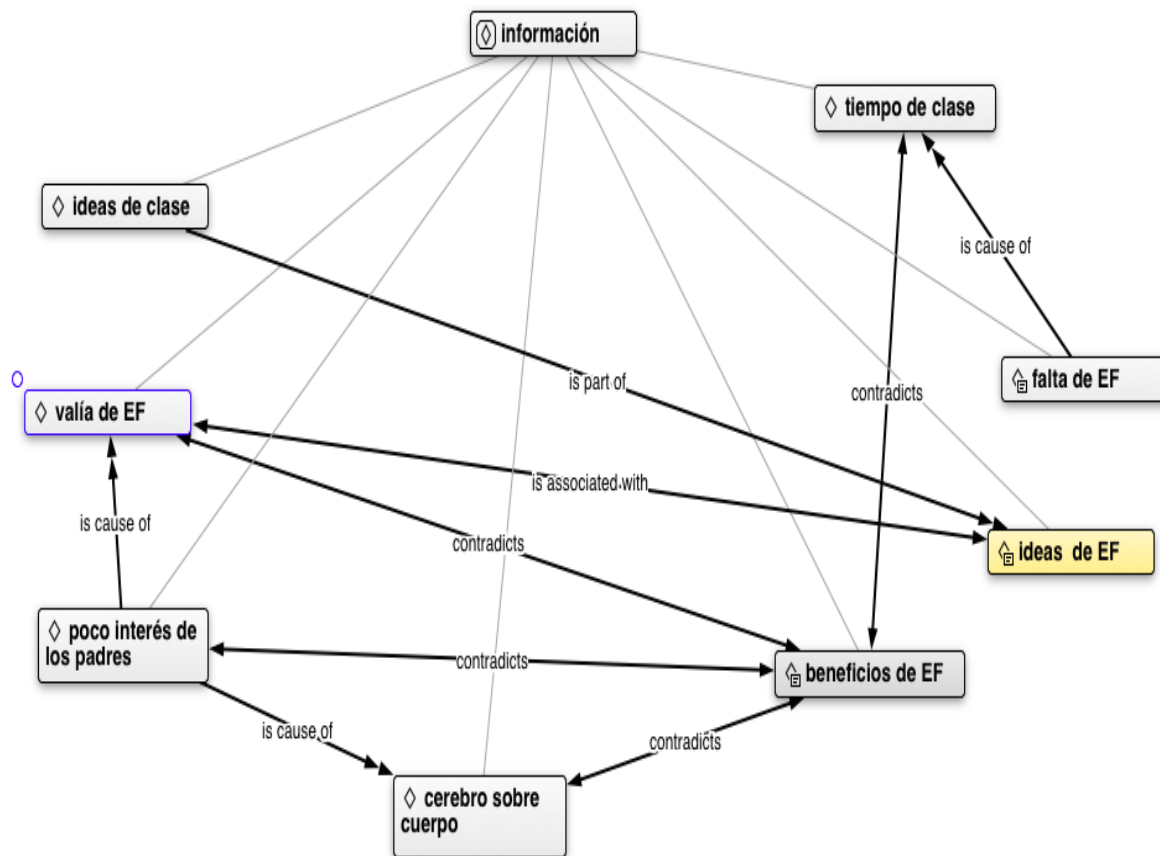 información
tiempo de clase
ideas de clase
is cause of
falta de EF
is part of
contradicts
valía de EF
is associated with
is cause of
contradicts
ideas de EF
poco interés de
los padres
contradicts
beneficios de EF
is cause of
contradicts
cerebro sobre
cuerpo